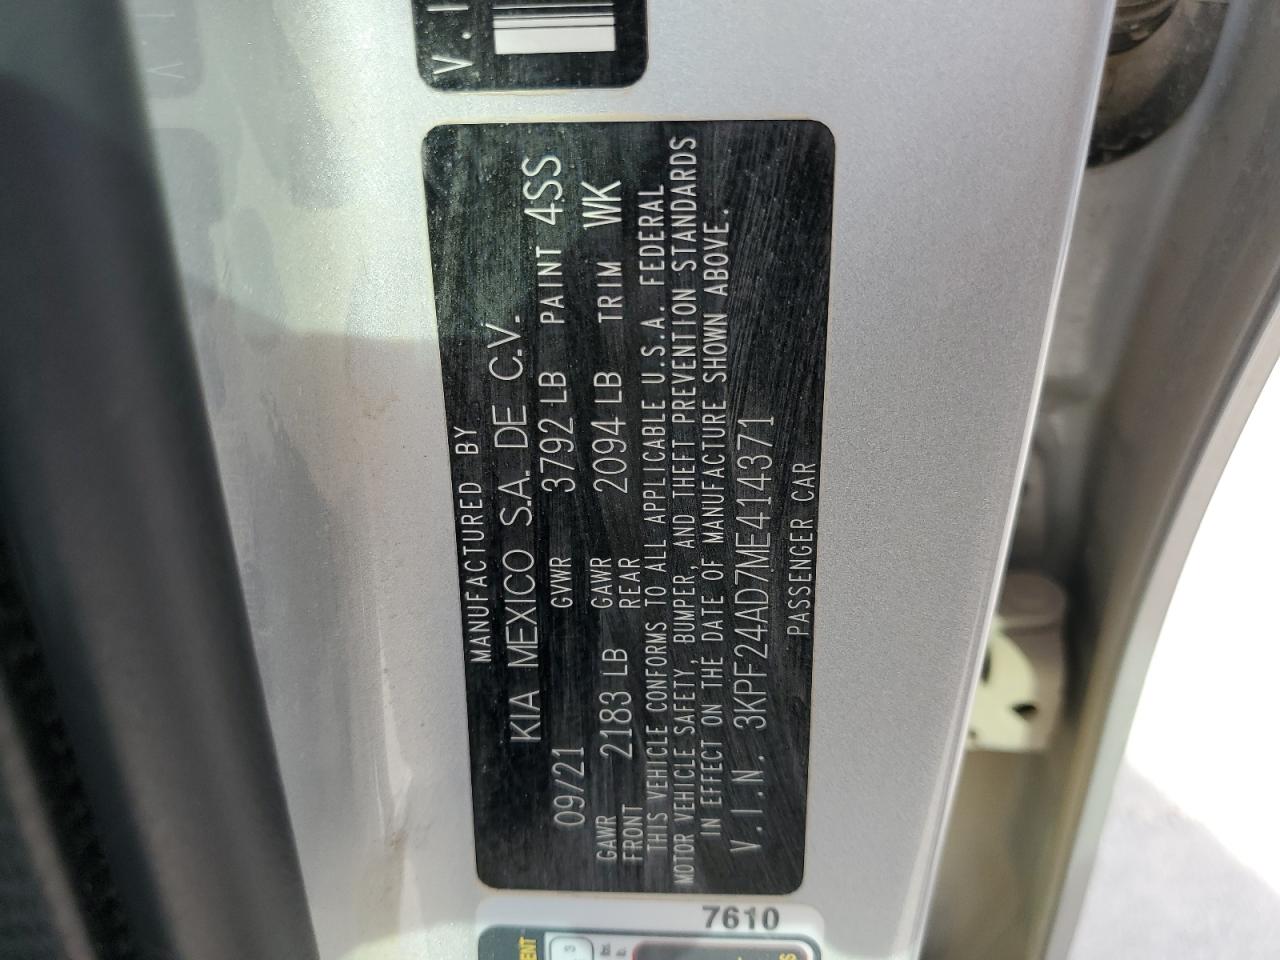 V.I
MANUFACTURED BY
KIA MEXICO S.A. DE C.V.
09/21 GVWR 3792 LB PAINT 4SS
GAWR FRONT 2183 LB GAWR REAR 2094 LB TRIM WK
THIS VEHICLE CONFORMS TO ALL APPLICABLE U.S.A. FEDERAL
MOTOR VEHICLE SAFETY, BUMPER, AND THEFT PREVENTION STANDARDS
IN EFFECT ON THE DATE OF MANUFACTURE SHOWN ABOVE.
V.I.N. 3KPF24AD7ME414371
PASSENGER CAR
7610